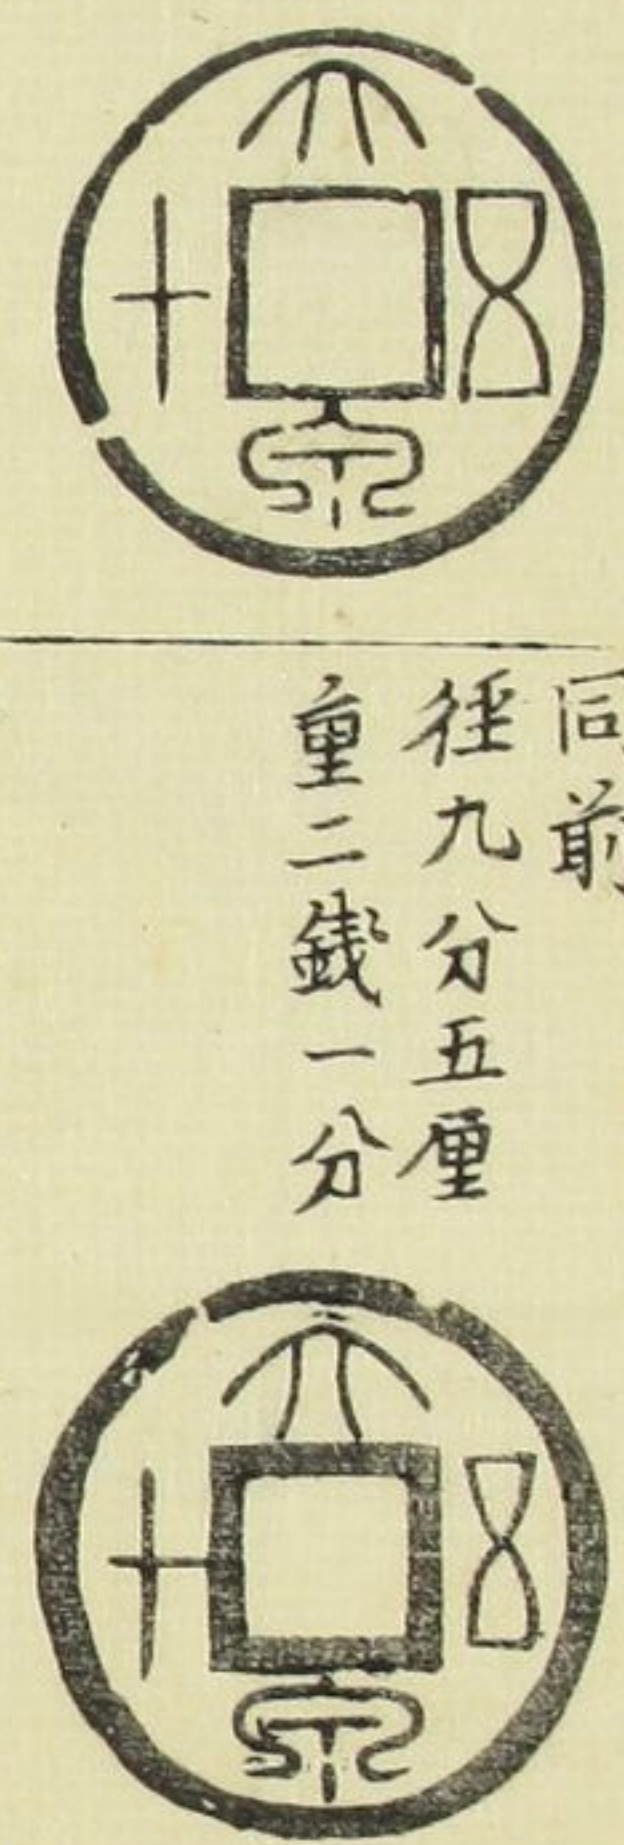 大泉五十
同前
徑九分五厘
重二錢一分
大泉五十